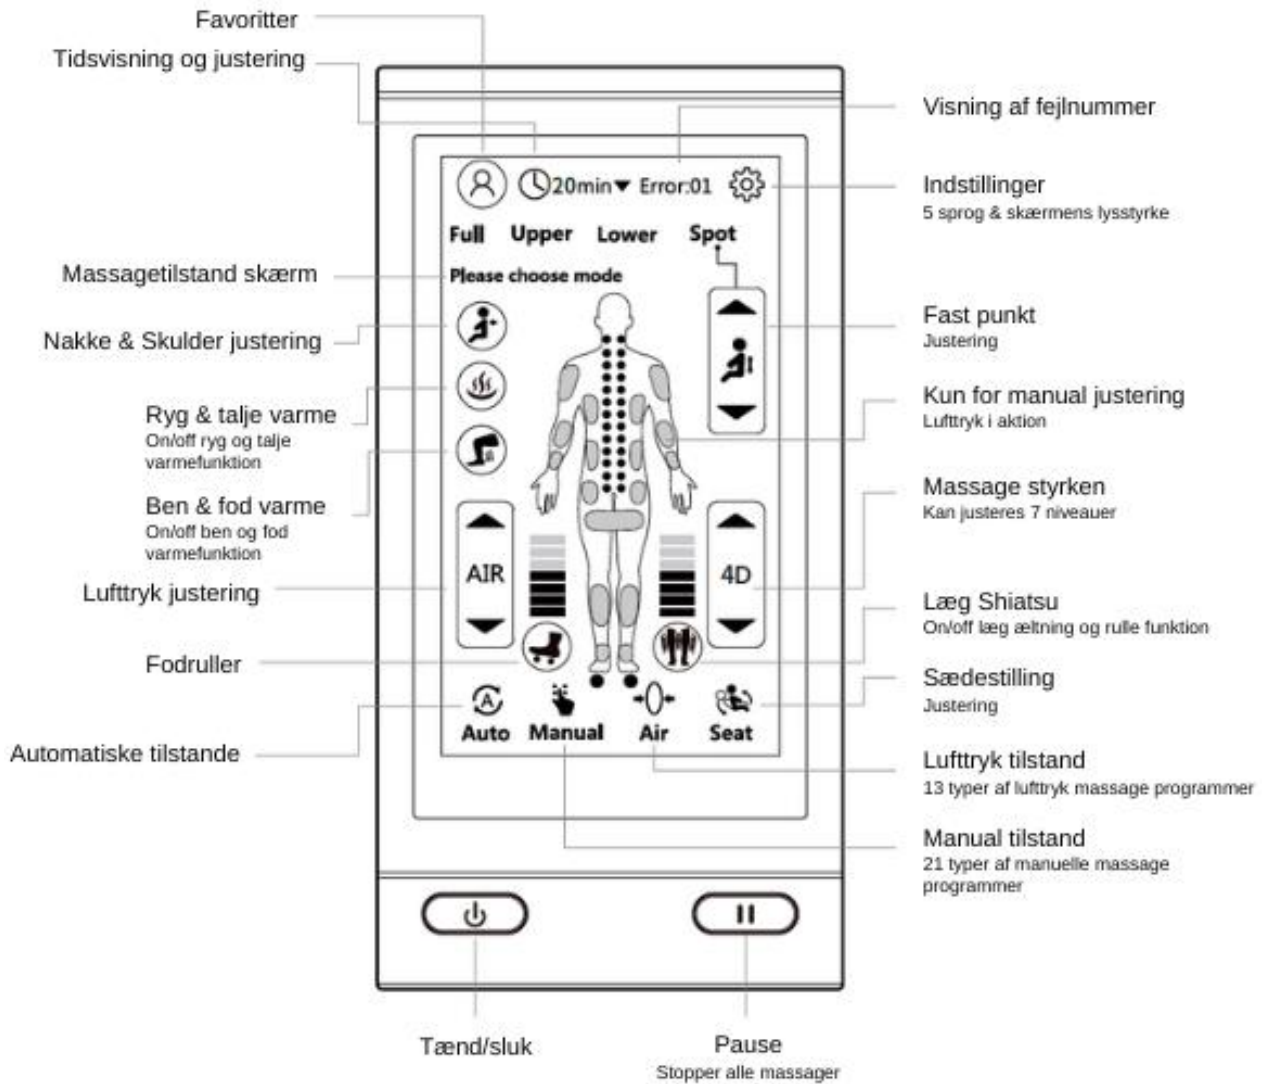 Favoritter
Tidsvisning og justering
Visning af fejlnummer
20min Error:01
Indstillinger
5 sprog & skærmens lysstyrke
Full Upper Lower Spot
Massagetilstand skærm
Please choose mode
Nakke & Skulder justering
Fast punkt
Justering
Ryg & talje varme
On/off ryg og talje
varmefunktion
Kun for manual justering
Lufttryk i aktion
Ben & fod varme
On/off ben og fod
varmefunktion
Massage styrken
Kan justeres 7 niveauer
AIR
4D
Lufttryk justering
Læg Shiatsu
On/off læg æltning og rulle funktion
Fodruller
Sædestilling
Justering
A
Auto Manual Air Seat
Automatiske tilstande
Lufttryk tilstand
13 typer af lufttryk massage programmer
Manual tilstand
21 typer af manuelle massage
programmer
Tænd/sluk
Pause
Stopper alle massager